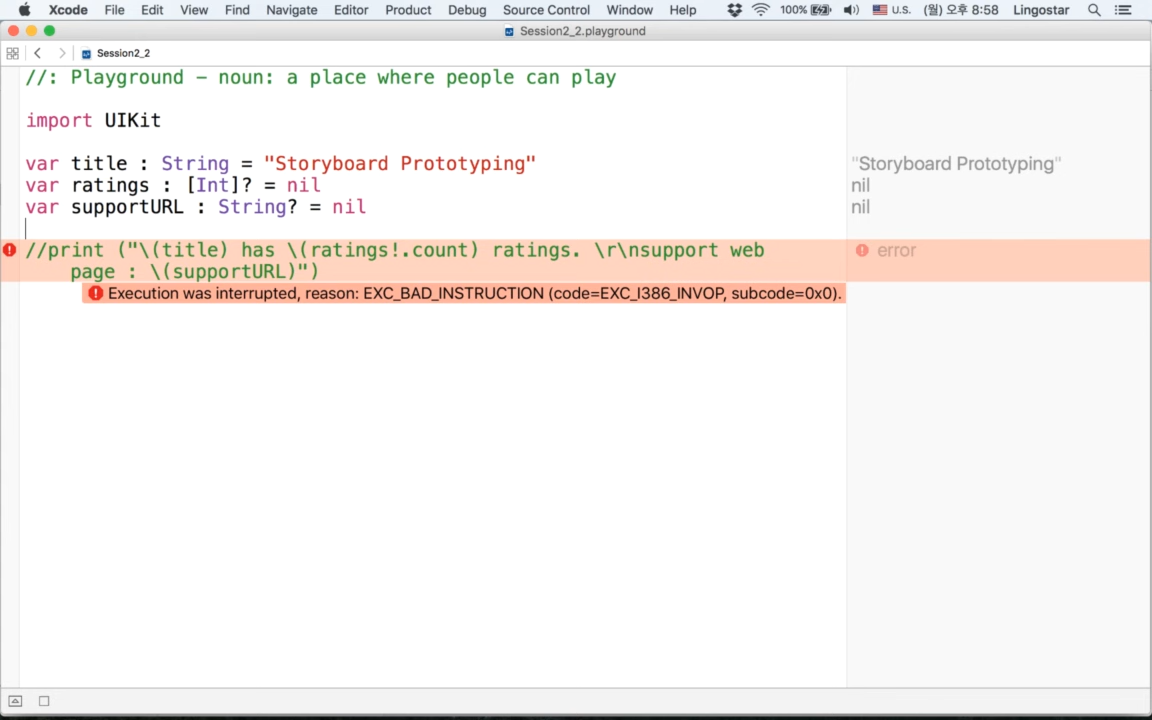 Xcode File Edit View Find Navigate Editor Product Debug Source Control Window Help 100% U.S. (월) 오후 8:58 Lingostar
Session2_2.playground
Session2_2
//: Playground - noun: a place where people can play
import UIKit
var title : String = "Storyboard Prototyping" "Storyboard Prototyping"
var ratings : [Int]? = nil nil
var supportURL : String? = nil nil
//print ("\(title) has \(ratings!.count) ratings. \r\nsupport web error
page : \(supportURL)")
Execution was interrupted, reason: EXC_BAD_INSTRUCTION (code=EXC_I386_INVOP, subcode=0x0).